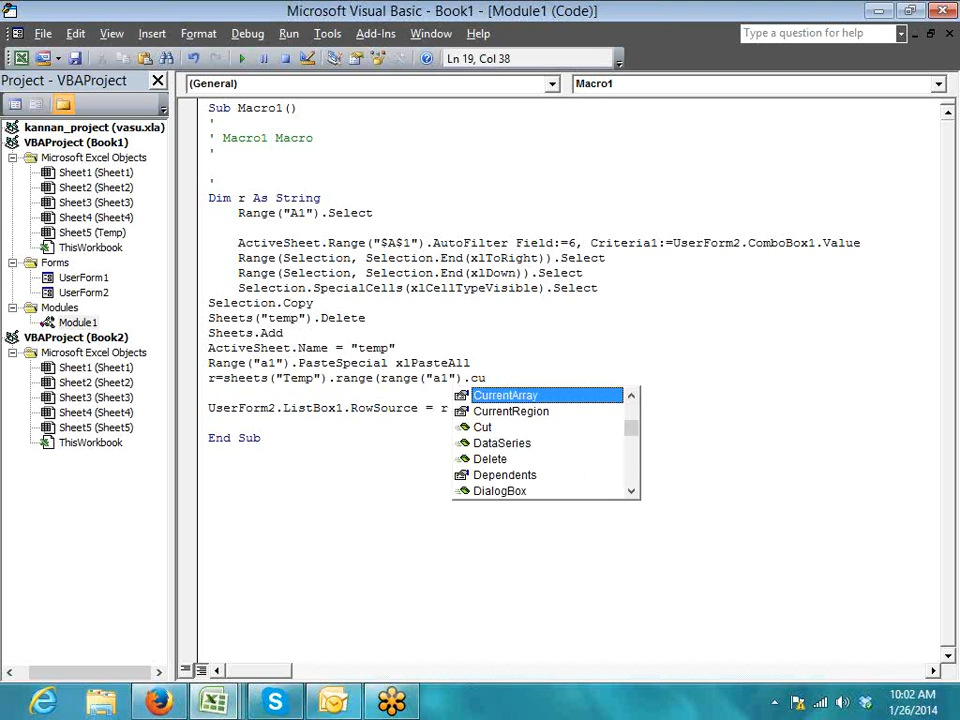 Microsoft Visual Basic - Book1 - [Module1 (Code)]
File Edit View Insert Format Debug Run Tools Add-Ins Window Help
Type a question for help
Ln 19, Col 38
Project - VBAProject
(General)
Macro1
kannan_project (vasu.xla)
VBAProject (Book1)
Microsoft Excel Objects
Sheet1 (Sheet1)
Sheet2 (Sheet2)
Sheet3 (Sheet3)
Sheet4 (Sheet4)
Sheet5 (Temp)
ThisWorkbook
Forms
UserForm1
UserForm2
Modules
Module1
VBAProject (Book2)
Microsoft Excel Objects
Sheet1 (Sheet1)
Sheet2 (Sheet2)
Sheet3 (Sheet3)
Sheet4 (Sheet4)
Sheet5 (Sheet5)
ThisWorkbook
Sub Macro1()
'
' Macro1 Macro
'
'
Dim r As String
Range("A1").Select
ActiveSheet.Range("$A$1").AutoFilter Field:=6, Criteria1:=UserForm2.ComboBox1.Value
Range(Selection, Selection.End(xlToRight)).Select
Range(Selection, Selection.End(xlDown)).Select
Selection.SpecialCells(xlCellTypeVisible).Select
Selection.Copy
Sheets("temp").Delete
Sheets.Add
ActiveSheet.Name = "temp"
Range("a1").PasteSpecial xlPasteAll
r=sheets("Temp").range(range("a1").cu
UserForm2.ListBox1.RowSource = r
End Sub
CurrentArray
CurrentRegion
Cut
DataSeries
Delete
Dependents
DialogBox
10:02 AM
1/26/2014